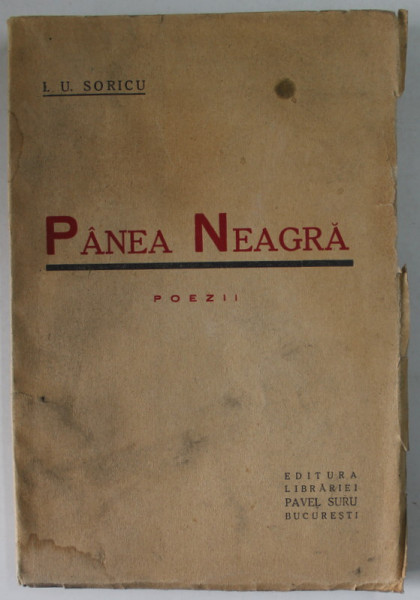 I. U. SORICU
PÂNEA NEAGRĂ
POEZII
EDITURA
LIBRĂRIEI
PAVEL SURU
BUCUREȘTI